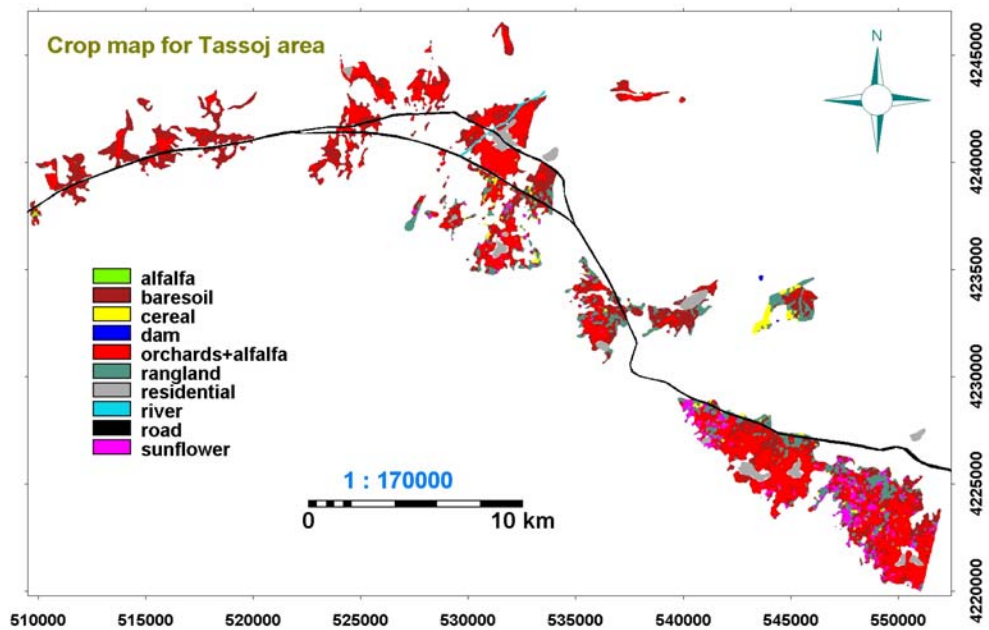 Crop map for Tassoj area
N
alfalfa
baresoil
cereal
dam
orchards+alfalfa
rangland
residential
river
road
sunflower
1 : 170000
0 10 km
4245000
4240000
4235000
4230000
4225000
4220000
510000 515000 520000 525000 530000 535000 540000 545000 550000